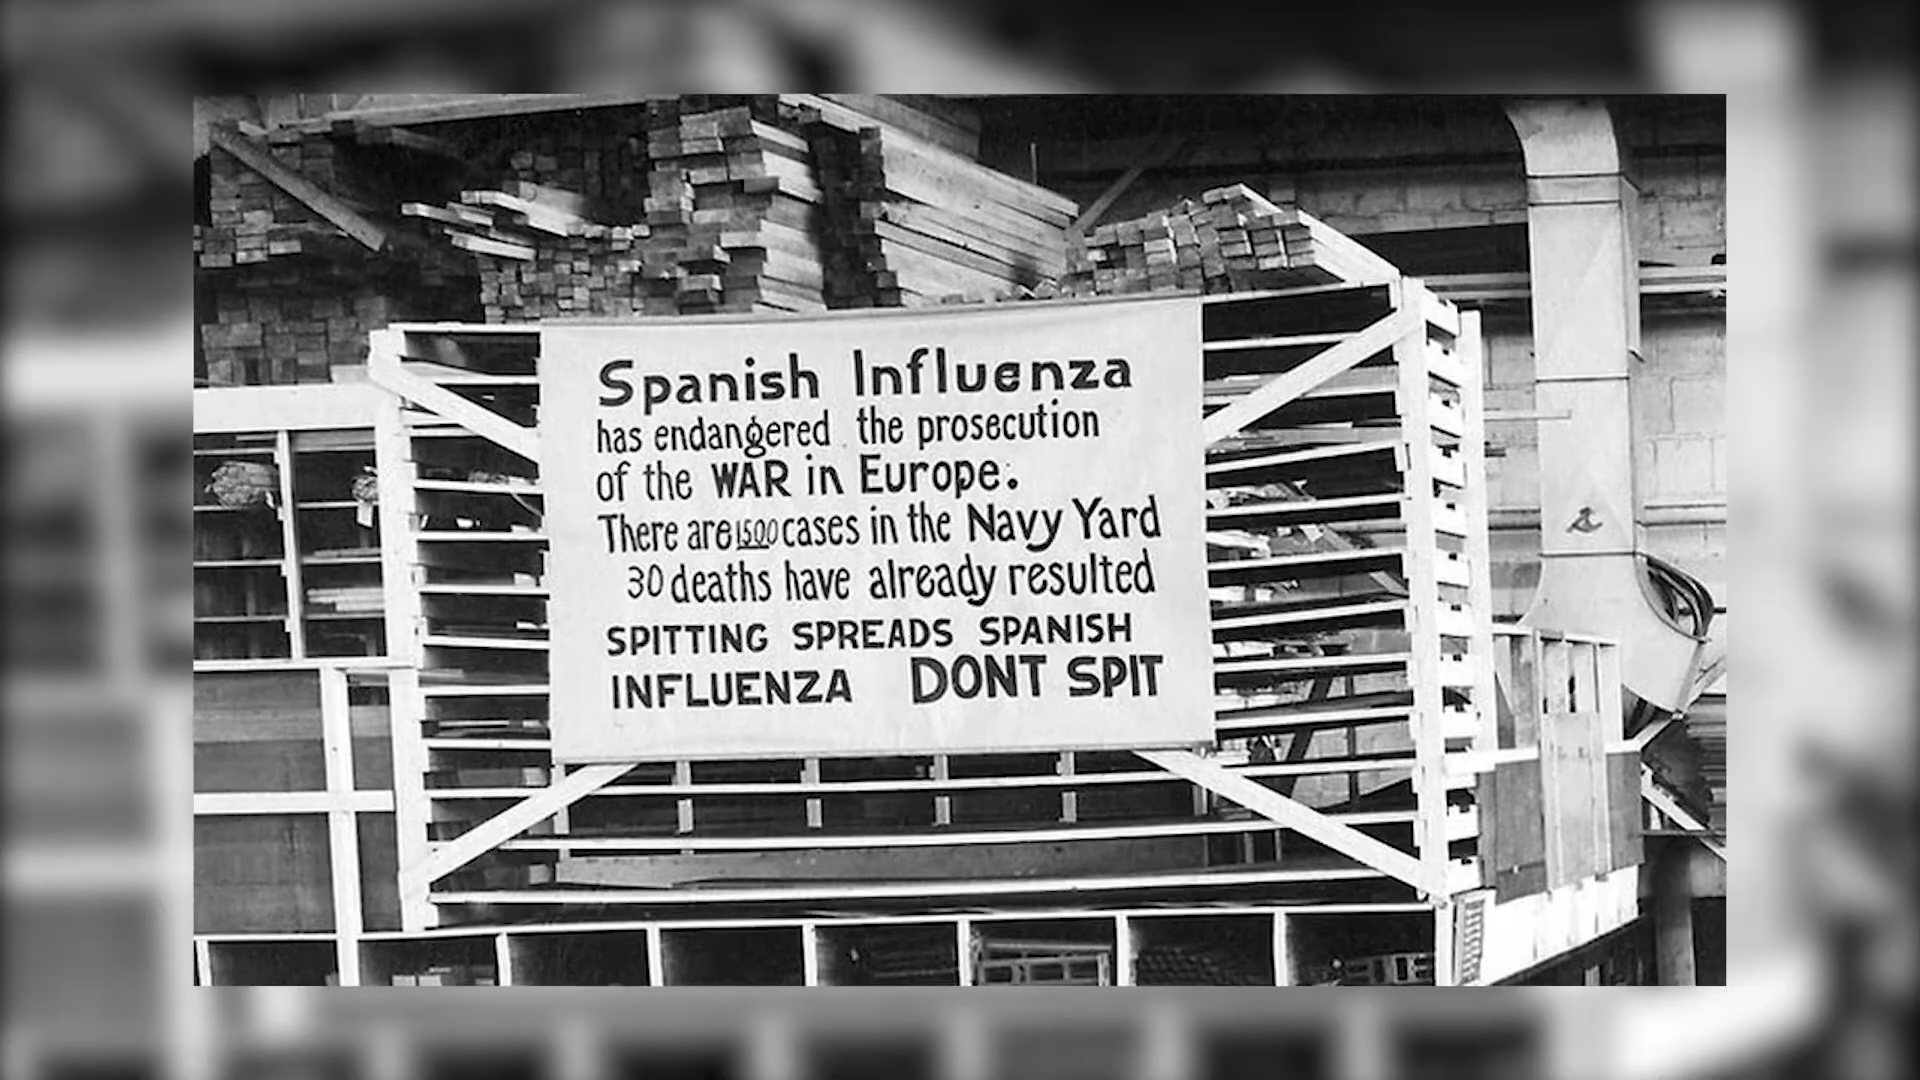 Spanish Influenza
has endangered the prosecution
of the WAR in Europe.
There are 1500 cases in the Navy Yard
30 deaths have already resulted
SPITTING SPREADS SPANISH
INFLUENZA DONT SPIT